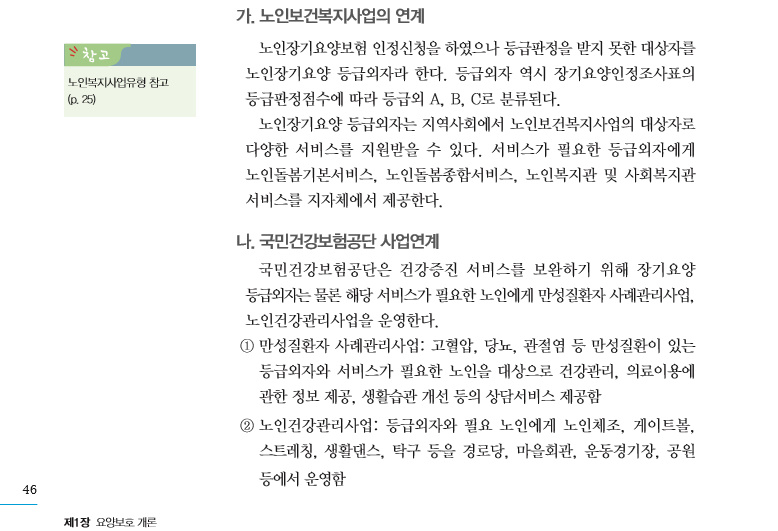 가. 노인보건복지사업의 연계
참고
노인복지사업유형 참고
(p. 25)
노인장기요양보험 인정신청을 하였으나 등급판정을 받지 못한 대상자를
노인장기요양 등급외자라 한다. 등급외자 역시 장기요양인정조사표의
등급판정점수에 따라 등급외 A, B, C로 분류된다.
노인장기요양 등급외자는 지역사회에서 노인보건복지사업의 대상자로
다양한 서비스를 지원받을 수 있다. 서비스가 필요한 등급외자에게
노인돌봄기본서비스, 노인돌봄종합서비스, 노인복지관 및 사회복지관
서비스를 지자체에서 제공한다.
나. 국민건강보험공단 사업연계
국민건강보험공단은 건강증진 서비스를 보완하기 위해 장기요양
등급외자는 물론 해당 서비스가 필요한 노인에게 만성질환자 사례관리사업,
노인건강관리사업을 운영한다.
① 만성질환자 사례관리사업: 고혈압, 당뇨, 관절염 등 만성질환이 있는
등급외자와 서비스가 필요한 노인을 대상으로 건강관리, 의료이용에
관한 정보 제공, 생활습관 개선 등의 상담서비스 제공함
② 노인건강관리사업: 등급외자와 필요 노인에게 노인체조, 게이트볼,
스트레칭, 생활댄스, 탁구 등을 경로당, 마을회관, 운동경기장, 공원
등에서 운영함
46
제1장 요양보호 개론